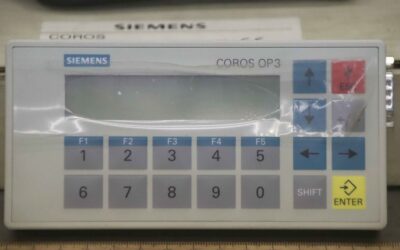 SIEMENS
COROS
SIEMENS COROS OP3
F1 F2 F3 F4 F5
1 2 3 4 5
6 7 8 9 0 SHIFT ENTER